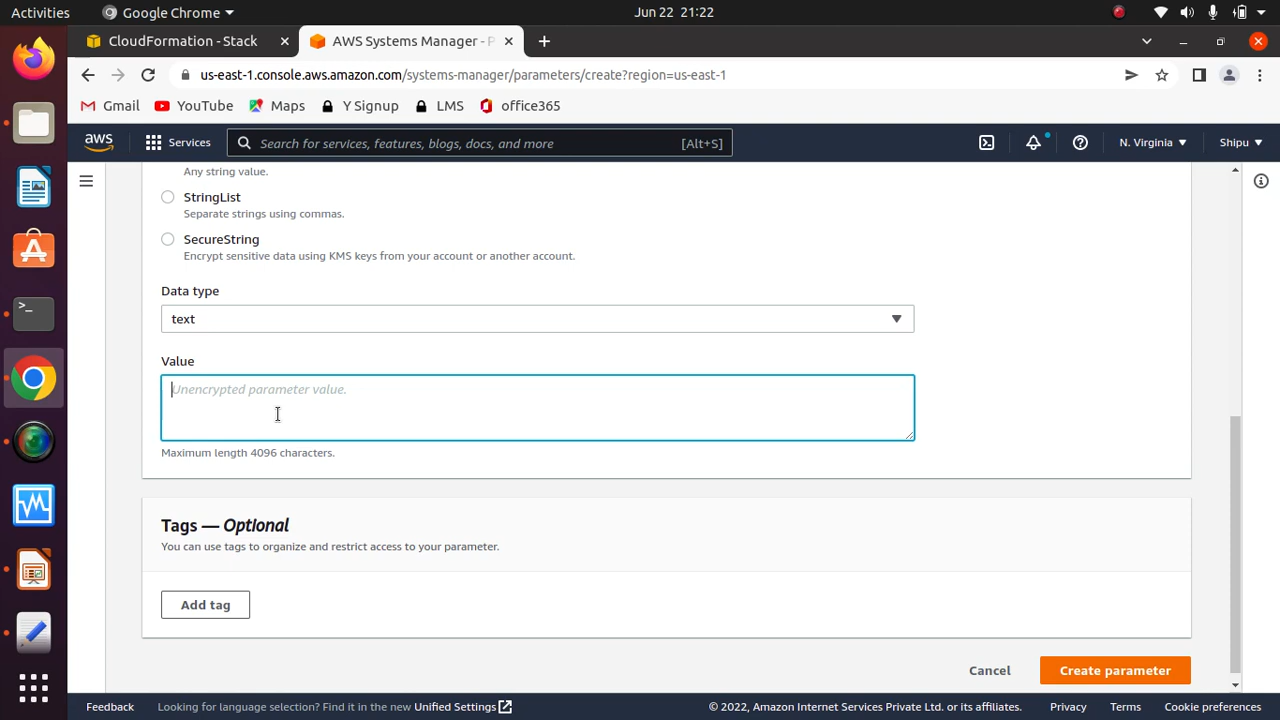 Activities
Google Chrome
Jun 22 21:22
CloudFormation - Stack
AWS Systems Manager - P
us-east-1.console.aws.amazon.com/systems-manager/parameters/create?region=us-east-1
Gmail
YouTube
Maps
Y Signup
LMS
office365
aws
Services
Search for services, features, blogs, docs, and more
[Alt+S]
N. Virginia
Shipu
Any string value.
StringList
Separate strings using commas.
SecureString
Encrypt sensitive data using KMS keys from your account or another account.
Data type
text
Value
Unencrypted parameter value.
Maximum length 4096 characters.
Tags — Optional
You can use tags to organize and restrict access to your parameter.
Add tag
Cancel
Create parameter
Feedback
Looking for language selection? Find it in the new Unified Settings
© 2022, Amazon Internet Services Private Ltd. or its affiliates.
Privacy
Terms
Cookie preferences